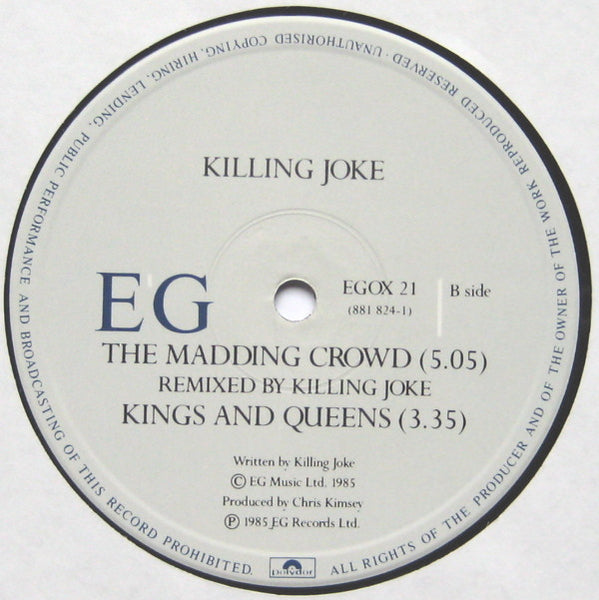 KILLING JOKE
EG
EGOX 21
(881 824-1)
B side
THE MADDING CROWD (5.05)
REMIXED BY KILLING JOKE
KINGS AND QUEENS (3.35)
Written by Killing Joke
Ⓒ EG Music Ltd. 1985
Produced by Chris Kimsey
Ⓟ 1985 EG Records Ltd.
polydor
ALL RIGHTS OF THE PRODUCER AND OF THE OWNER OF THE WORK REPRODUCED RESERVED · UNAUTHORISED COPYING, HIRING, LENDING, PUBLIC PERFORMANCE AND BROADCASTING OF THIS RECORD PROHIBITED.